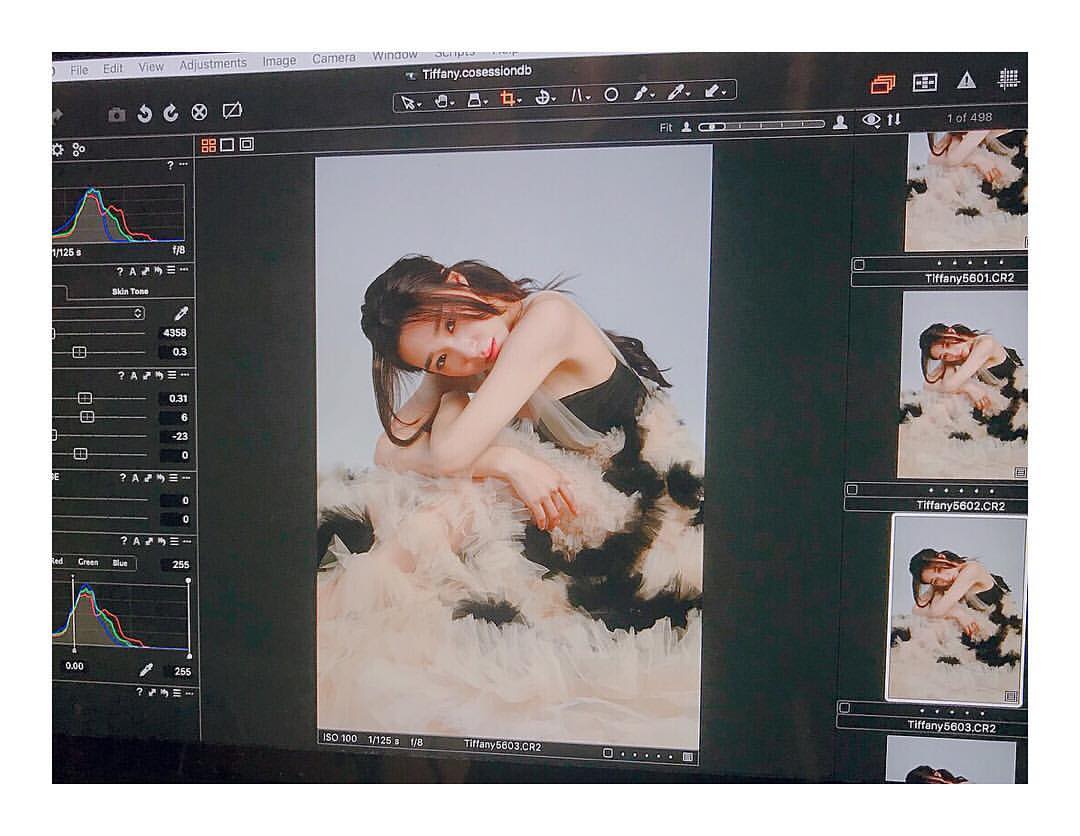 File Edit View Adjustments Image Camera Window Scripts Help
Tiffany.cosessiondb
Fit
1 of 498
? ...
1/125 s f/8
? A
Skin Tone
4358
0.3
? A
0.31
6
-23
0
? A
0
0
? A
Red Green Blue 255
0.00 255
?
ISO 100 1/125 s f/8 Tiffany5603.CR2
Tiffany5601.CR2
Tiffany5602.CR2
Tiffany5603.CR2